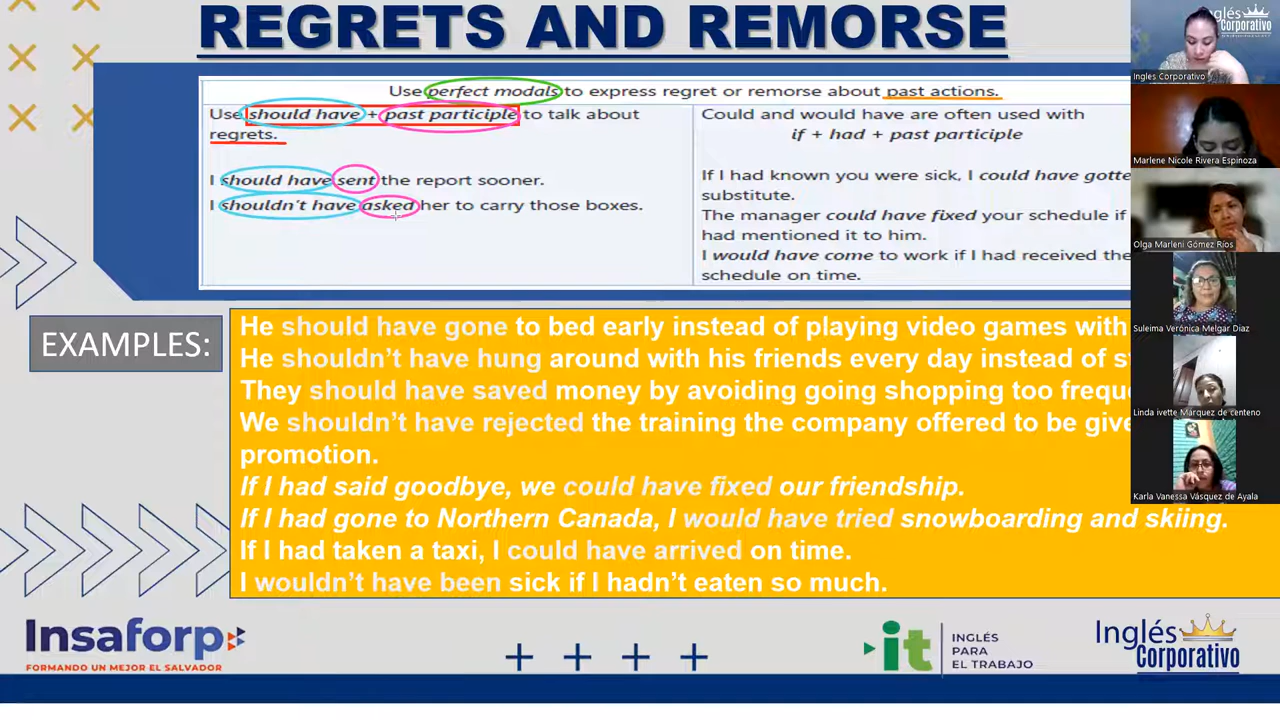 REGRETS AND REMORSE
Use perfect modals to express regret or remorse about past actions.
Use should have + past participle to talk about
regrets.
I should have sent the report sooner.
I shouldn´t have asked her to carry those boxes.
Could and would have are often used with
if + had + past participle
If I had known you were sick, I could have gotte
substitute.
The manager could have fixed your schedule if
had mentioned it to him.
I would have come to work if I had received the
schedule on time.
EXAMPLES:
He should have gone to bed early instead of playing video games with
He shouldn't have hung around with his friends every day instead of s
They should have saved money by avoiding going shopping too frequ
We shouldn't have rejected the training the company offered to be give
promotion.
If I had said goodbye, we could have fixed our friendship.
If I had gone to Northern Canada, I would have tried snowboarding and skiing.
If I had taken a taxi, I could have arrived on time.
I wouldn't have been sick if I hadn't eaten so much.
Inglés
Corporativo
Ingles Corporativo
Marlene Nicole Rivera Espinoza
Olga Marleni Gómez Ríos
Suleima Verónica Melgar Diaz
Linda ivette Marquez de centeno
Karla Vanessa Vásquez de Ayala
Insaforp
FORMANDO UN MEJOR EL SALVADOR
it
INGLÉS
PARA
EL TRABAJO
Inglés
Corporativo